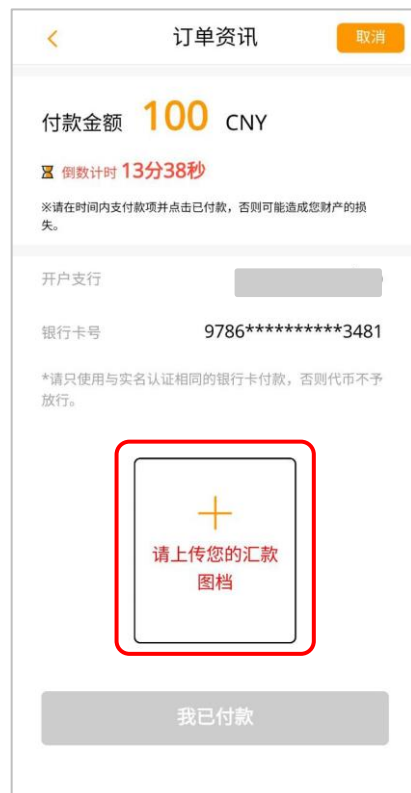 订单资讯
取消
付款金额 100 CNY
倒数计时 13分38秒
※请在时间内支付款项并点击已付款，否则可能造成您财产的损
失。
开户支行
银行卡号 9786**********3481
*请只使用与实名认证相同的银行卡付款，否则代币不予
放行。
请上传您的汇款
图档
我已付款